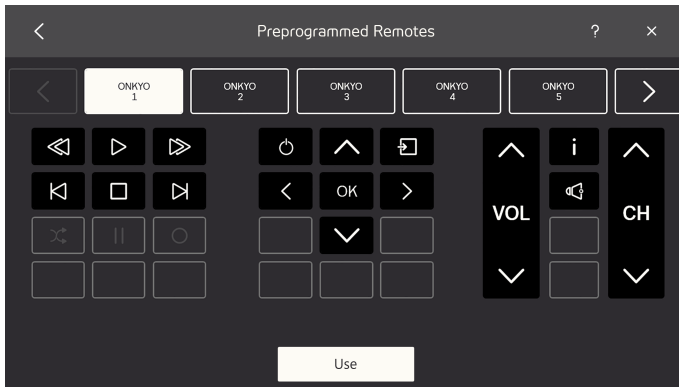 Preprogrammed Remotes ?
ONKYO
1
ONKYO
2
ONKYO
3
ONKYO
4
ONKYO
5
i
OK
VOL
CH
Use